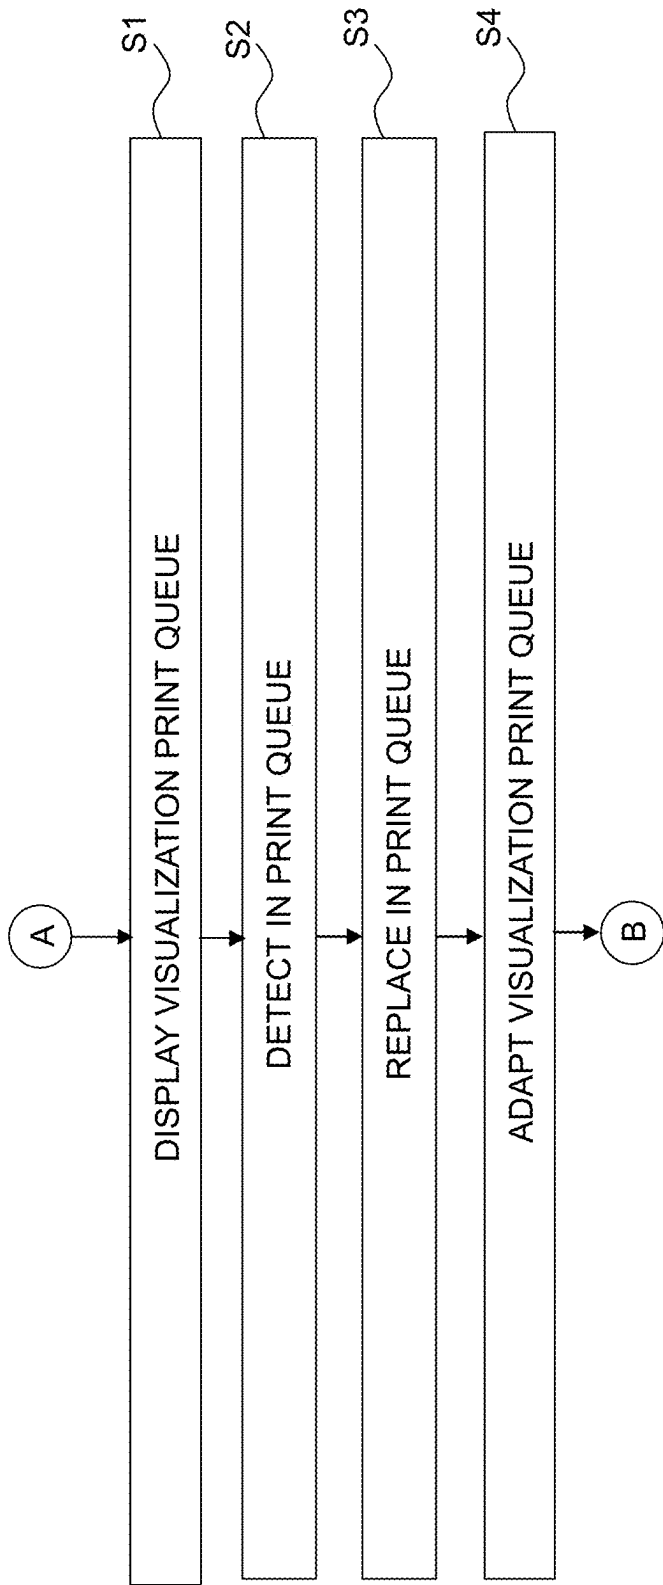 A
DISPLAY VISUALIZATION PRINT QUEUE
S1
DETECT IN PRINT QUEUE
S2
REPLACE IN PRINT QUEUE
S3
ADAPT VISUALIZATION PRINT QUEUE
S4
B